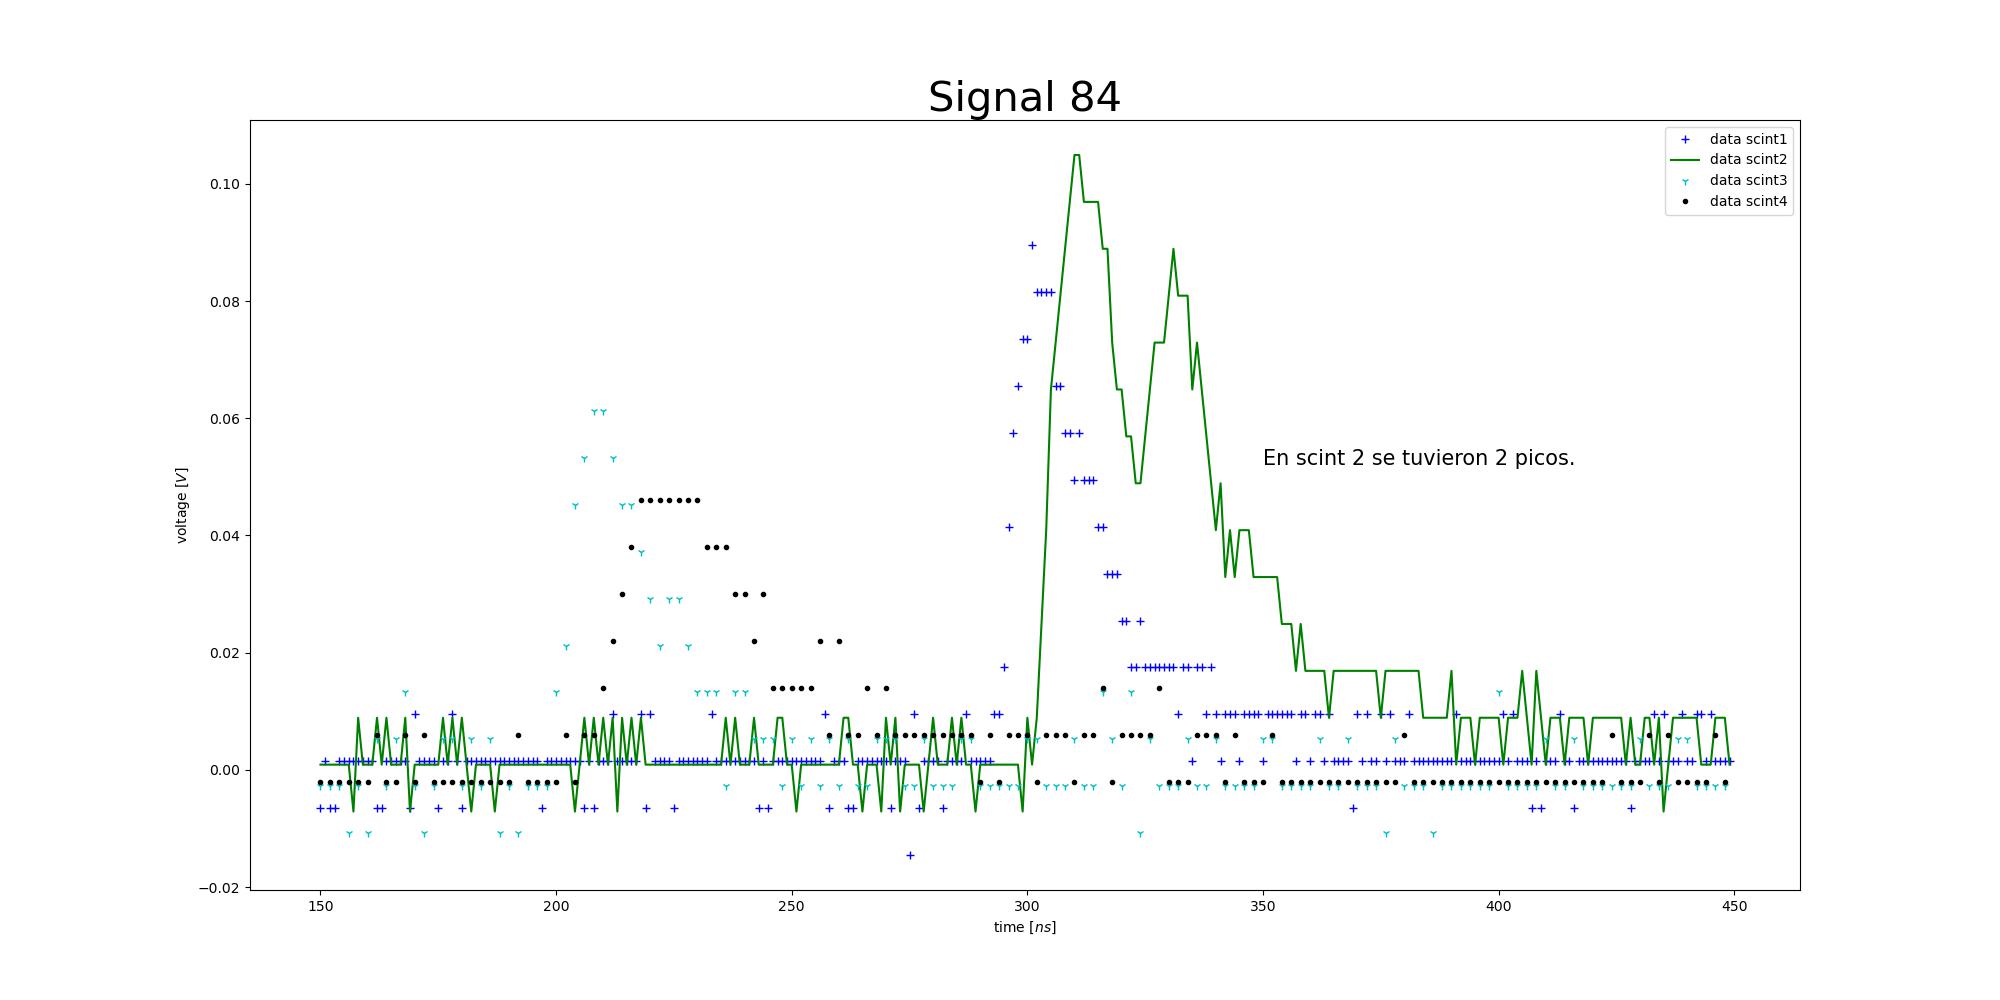 Signal 84
data scint1
data scint2
data scint3
data scint4
0.10
0.08
0.06
0.04
0.02
0.00
−0.02
voltage [V]
En scint 2 se tuvieron 2 picos.
150 200 250 300 350 400 450
time [ns]